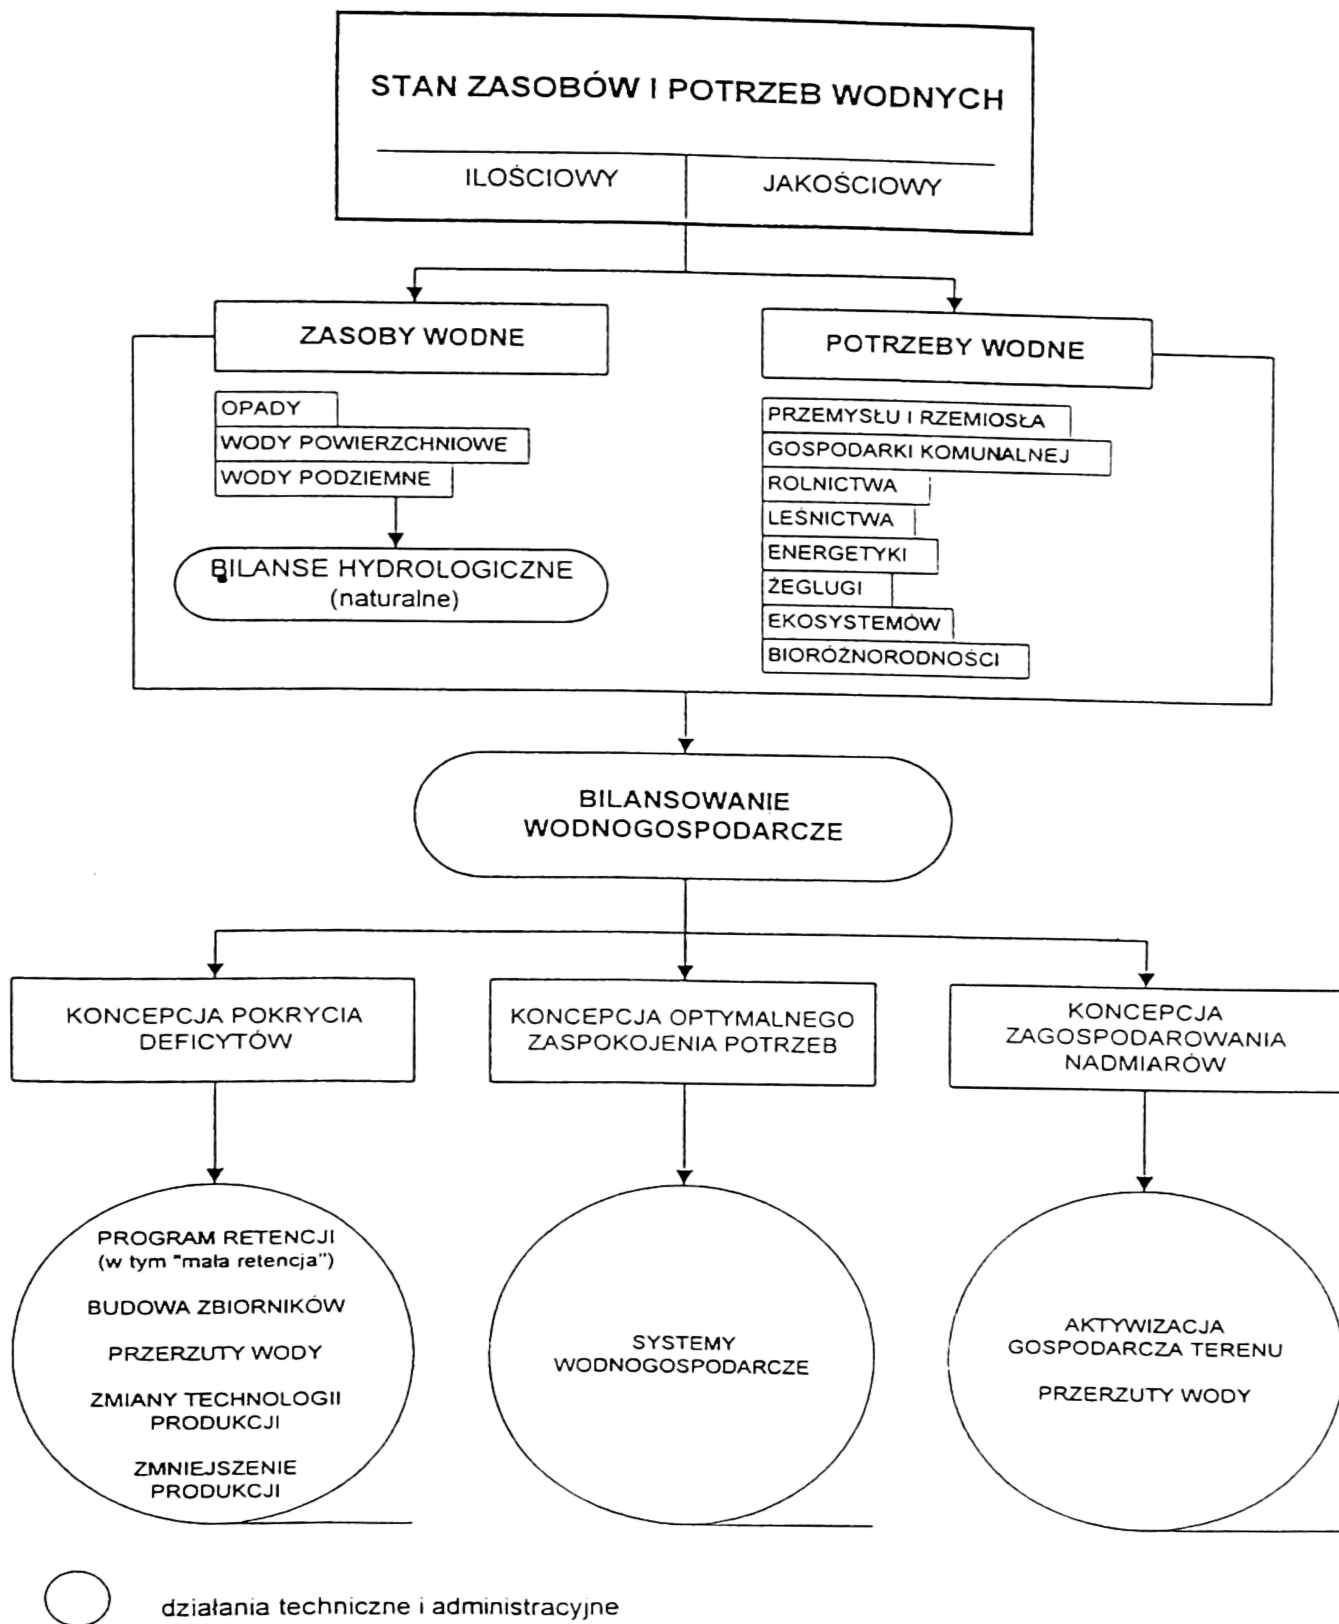 STAN ZASOBÓW I POTRZEB WODNYCH
ILOŚCIOWY
JAKOŚCIOWY
ZASOBY WODNE
OPADY
WODY POWIERZCHNIOWE
WODY PODZIEMNE
BILANSE HYDROLOGICZNE
(naturalne)
POTRZEBY WODNE
PRZEMYSŁU I RZEMIOSŁA
GOSPODARKI KOMUNALNEJ
ROLNICTWA
LEŚNICTWA
ENERGETYKI
ŻEGLUGI
EKOSYSTEMÓW
BIORÓŻNORODNOŚCI
BILANSOWANIE
WODNOGOSPODARCZE
KONCEPCJA POKRYCIA
DEFICYTÓW
KONCEPCJA OPTYMALNEGO
ZASPOKOJENIA POTRZEB
KONCEPCJA
ZAGOSPODAROWANIA
NADMIARÓW
PROGRAM RETENCJI
(w tym "mała retencja")
BUDOWA ZBIORNIKÓW
PRZERZUTY WODY
ZMIANY TECHNOLOGII
PRODUKCJI
ZMNIEJSZENIE
PRODUKCJI
SYSTEMY
WODNOGOSPODARCZE
AKTYWIZACJA
GOSPODARCZA TERENU
PRZERZUTY WODY
działania techniczne i administracyjne